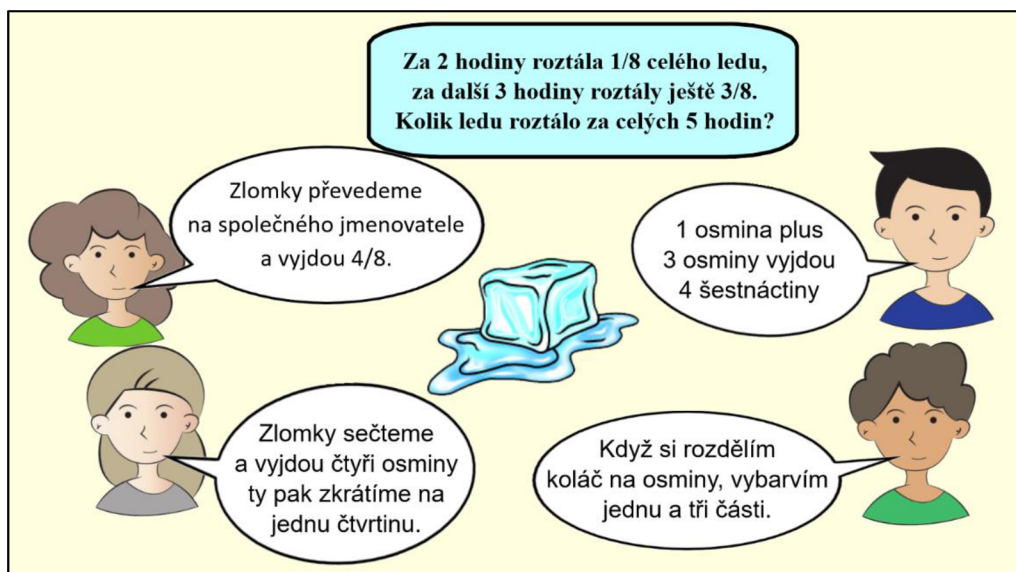 Za 2 hodiny roztála 1/8 celého ledu,
za další 3 hodiny roztály ještě 3/8.
Kolik ledu roztálo za celých 5 hodin?
Zlomky převedeme
na společného jmenovatele
a vyjdou 4/8.
1 osmina plus
3 osminy vyjdou
4 šestnáctiny
Zlomky sečteme
a vyjdou čtyři osminy
ty pak zkrátíme na
jednu čtvrtinu.
Když si rozdělím
koláč na osminy, vybarvím
jednu a tři části.